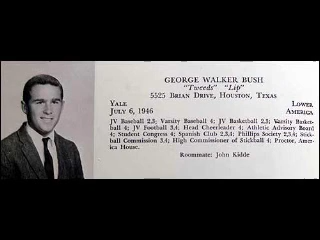 GEORGE WALKER BUSH
"Tweeds" "Lip"
5525 BRIAN DRIVE, HOUSTON, TEXAS
YALE LOWER
JULY 6, 1946 AMERICA
JV Baseball 2,3; Varsity Baseball 4; JV Basketball 2,3; Varsity Basket-
ball 4; JV Football 3,4; Head Cheerleader 4; Athletic Advisory Board
4; Student Congress 4; Spanish Club 2,3,4; Phillips Society 2,3,4; Stick-
ball Commission 3,4; High Commissioner of Stickball 4; Proctor, Amer-
ica House.
Roommate: John Kidde